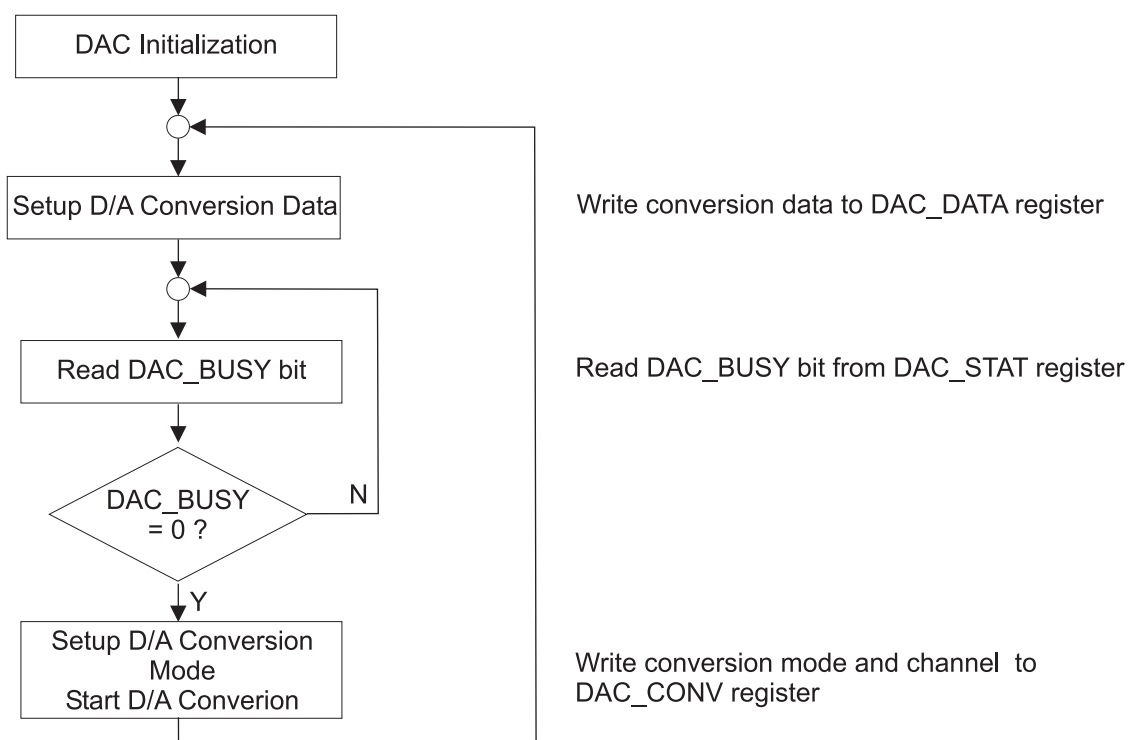 DAC Initialization
Setup D/A Conversion Data
Write conversion data to DAC_DATA register
Read DAC_BUSY bit
Read DAC_BUSY bit from DAC_STAT register
DAC_BUSY
= 0 ?
N
Y
Setup D/A Conversion
Mode
Start D/A Converion
Write conversion mode and channel to
DAC_CONV register